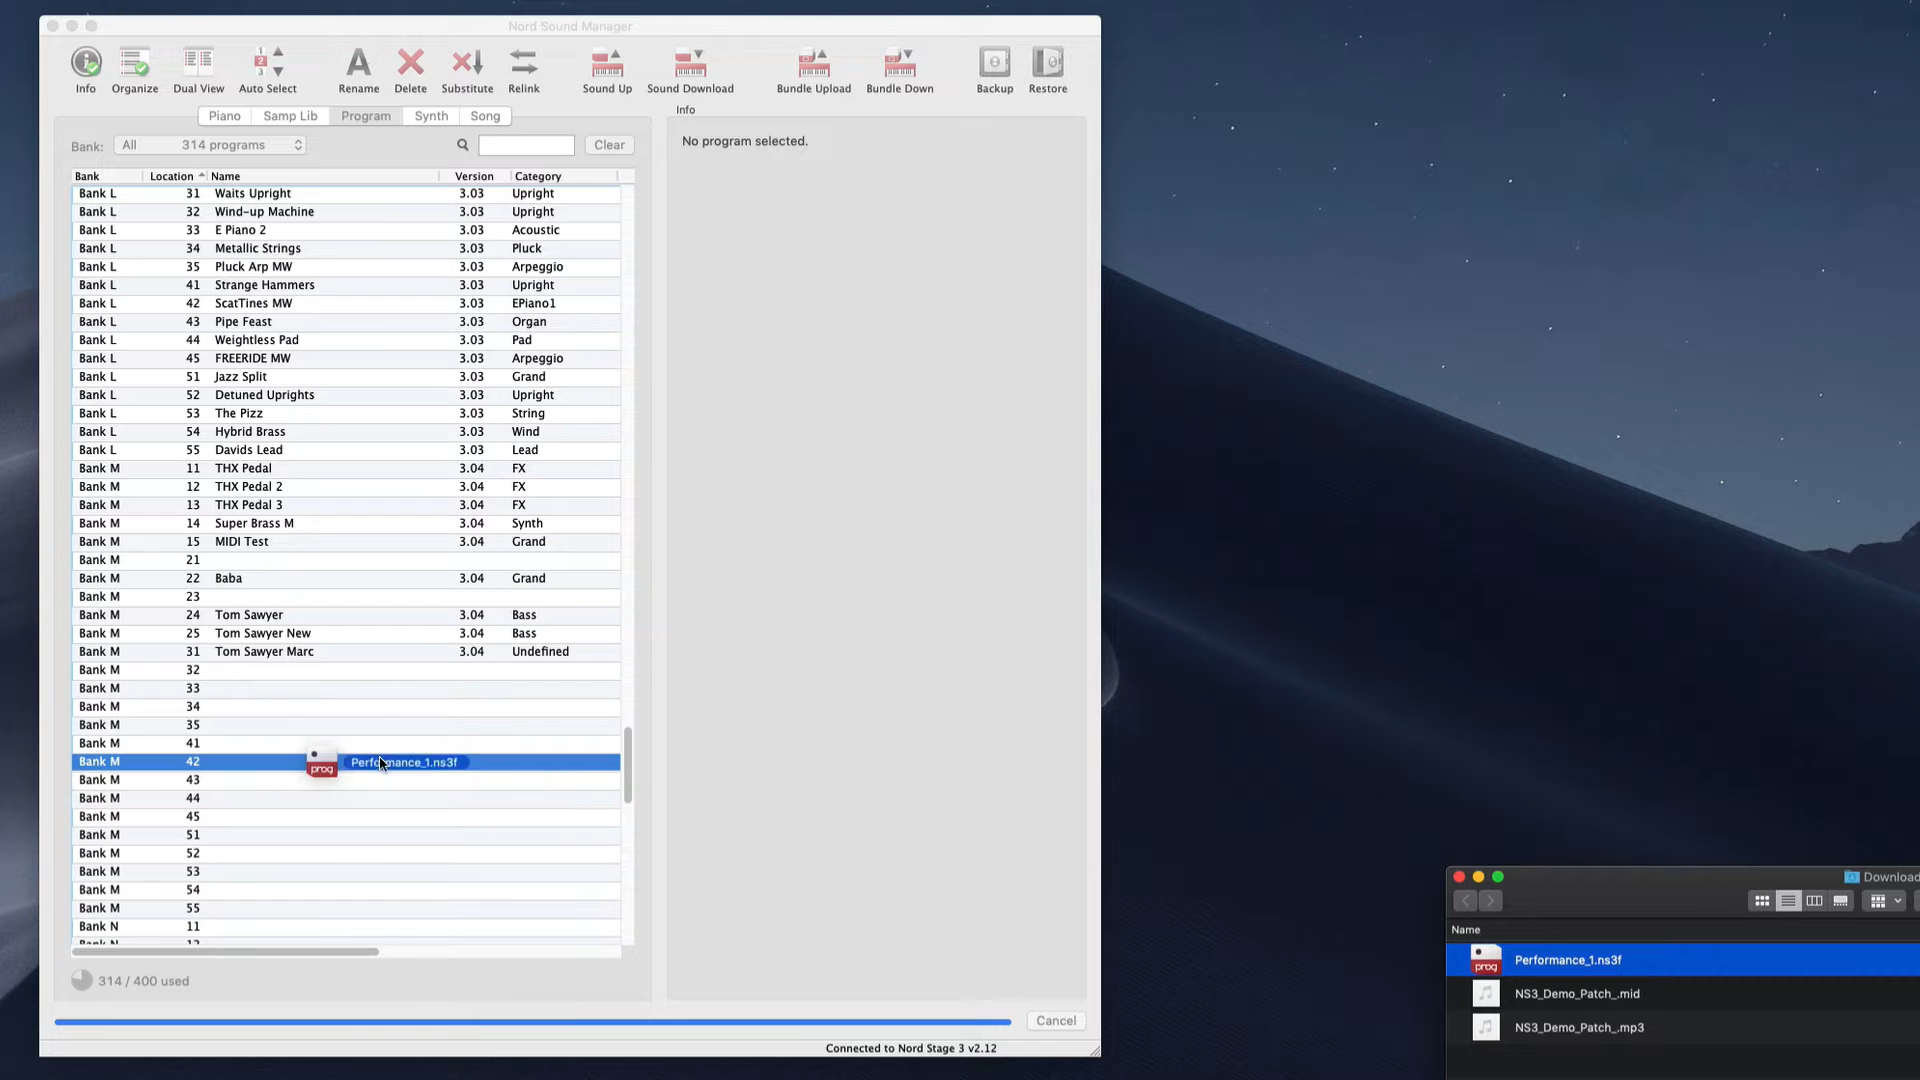 Nord Sound Manager
Info Organize Dual View Auto Select Rename Delete Substitute Relink Sound Up Sound Download Bundle Upload Bundle Down Backup Restore
Piano Samp Lib Program Synth Song
Info
Bank: All 314 programs Clear
No program selected.
Bank Location Name Version Category
Bank L 31 Waits Upright 3.03 Upright
Bank L 32 Wind-up Machine 3.03 Upright
Bank L 33 E Piano 2 3.03 Acoustic
Bank L 34 Metallic Strings 3.03 Pluck
Bank L 35 Pluck Arp MW 3.03 Arpeggio
Bank L 41 Strange Hammers 3.03 Upright
Bank L 42 ScatTines MW 3.03 EPiano1
Bank L 43 Pipe Feast 3.03 Organ
Bank L 44 Weightless Pad 3.03 Pad
Bank L 45 FREERIDE MW 3.03 Arpeggio
Bank L 51 Jazz Split 3.03 Grand
Bank L 52 Detuned Uprights 3.03 Upright
Bank L 53 The Pizz 3.03 String
Bank L 54 Hybrid Brass 3.03 Wind
Bank L 55 Davids Lead 3.03 Lead
Bank M 11 THX Pedal 3.04 FX
Bank M 12 THX Pedal 2 3.04 FX
Bank M 13 THX Pedal 3 3.04 FX
Bank M 14 Super Brass M 3.04 Synth
Bank M 15 MIDI Test 3.04 Grand
Bank M 21
Bank M 22 Baba 3.04 Grand
Bank M 23
Bank M 24 Tom Sawyer 3.04 Bass
Bank M 25 Tom Sawyer New 3.04 Bass
Bank M 31 Tom Sawyer Marc 3.04 Undefined
Bank M 32
Bank M 33
Bank M 34
Bank M 35
Bank M 41
Bank M 42 prog Performance_1.ns3f
Bank M 43
Bank M 44
Bank M 45
Bank M 51
Bank M 52
Bank M 53
Bank M 54
Bank M 55
Bank N 11
Bank N 12
314 / 400 used
Cancel
Connected to Nord Stage 3 v2.12
Download
Name
prog Performance_1.ns3f
NS3_Demo_Patch_.mid
NS3_Demo_Patch_.mp3